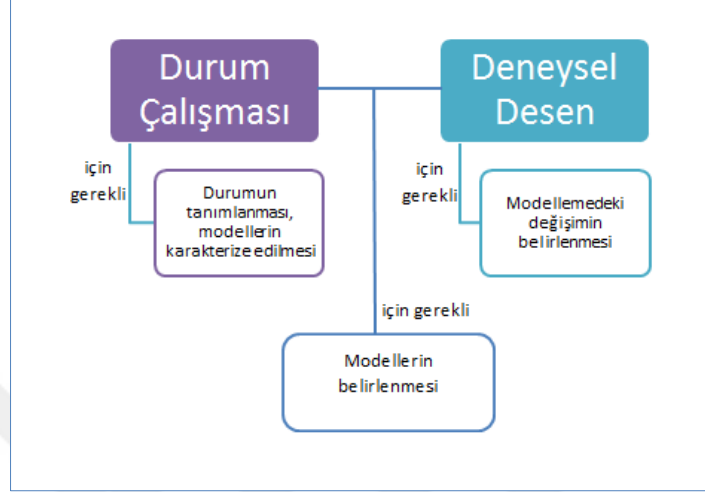 Durum
Çalışması
Deneysel
Desen
için
gerekli
Durumun
tanımlanması,
modellerin
karakterize edilmesi
için
gerekli
Modellemedeki
değişimin
belirlenmesi
için gerekli
Modellerin
belirlenmesi